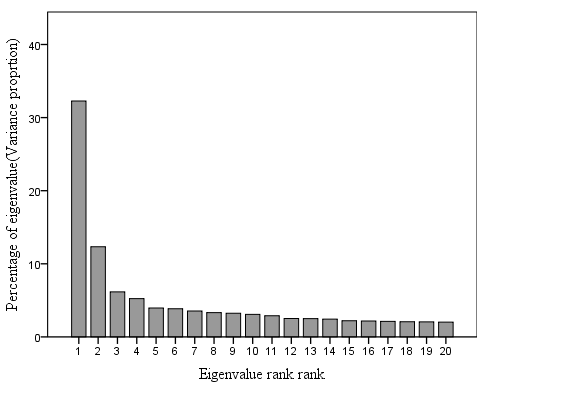 Percentage of eigenvalue(Variance proprtion)
40
30
20
10
0
1 2 3 4 5 6 7 8 9 10 11 12 13 14 15 16 17 18 19 20
Eigenvalue rank rank